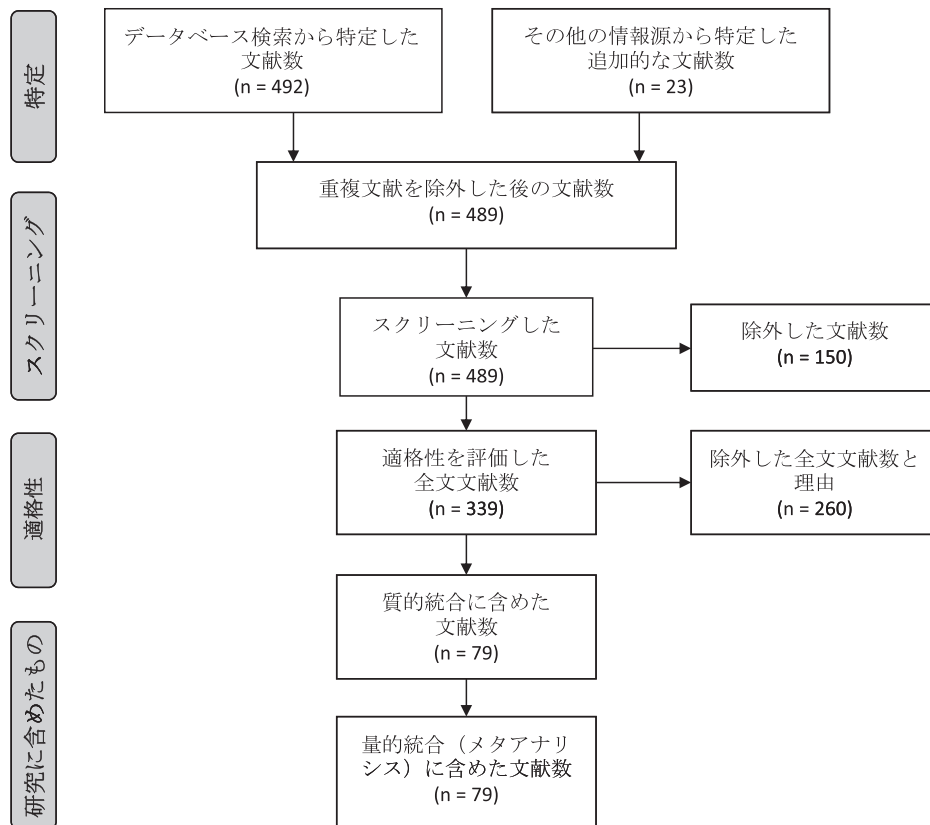 特定
データベース検索から特定した
文献数
(n = 492)
その他の情報源から特定した
追加的な文献数
(n = 23)
スクリーニング
重複文献を除外した後の文献数
(n = 489)
スクリーニングした
文献数
(n = 489)
除外した文献数
(n = 150)
適格性
適格性を評価した
全文文献数
(n = 339)
除外した全文文献数と
理由
(n = 260)
研究に含めたもの
質的統合に含めた
文献数
(n = 79)
量的統合（メタアナリ
シス）に含めた文献数
(n = 79)